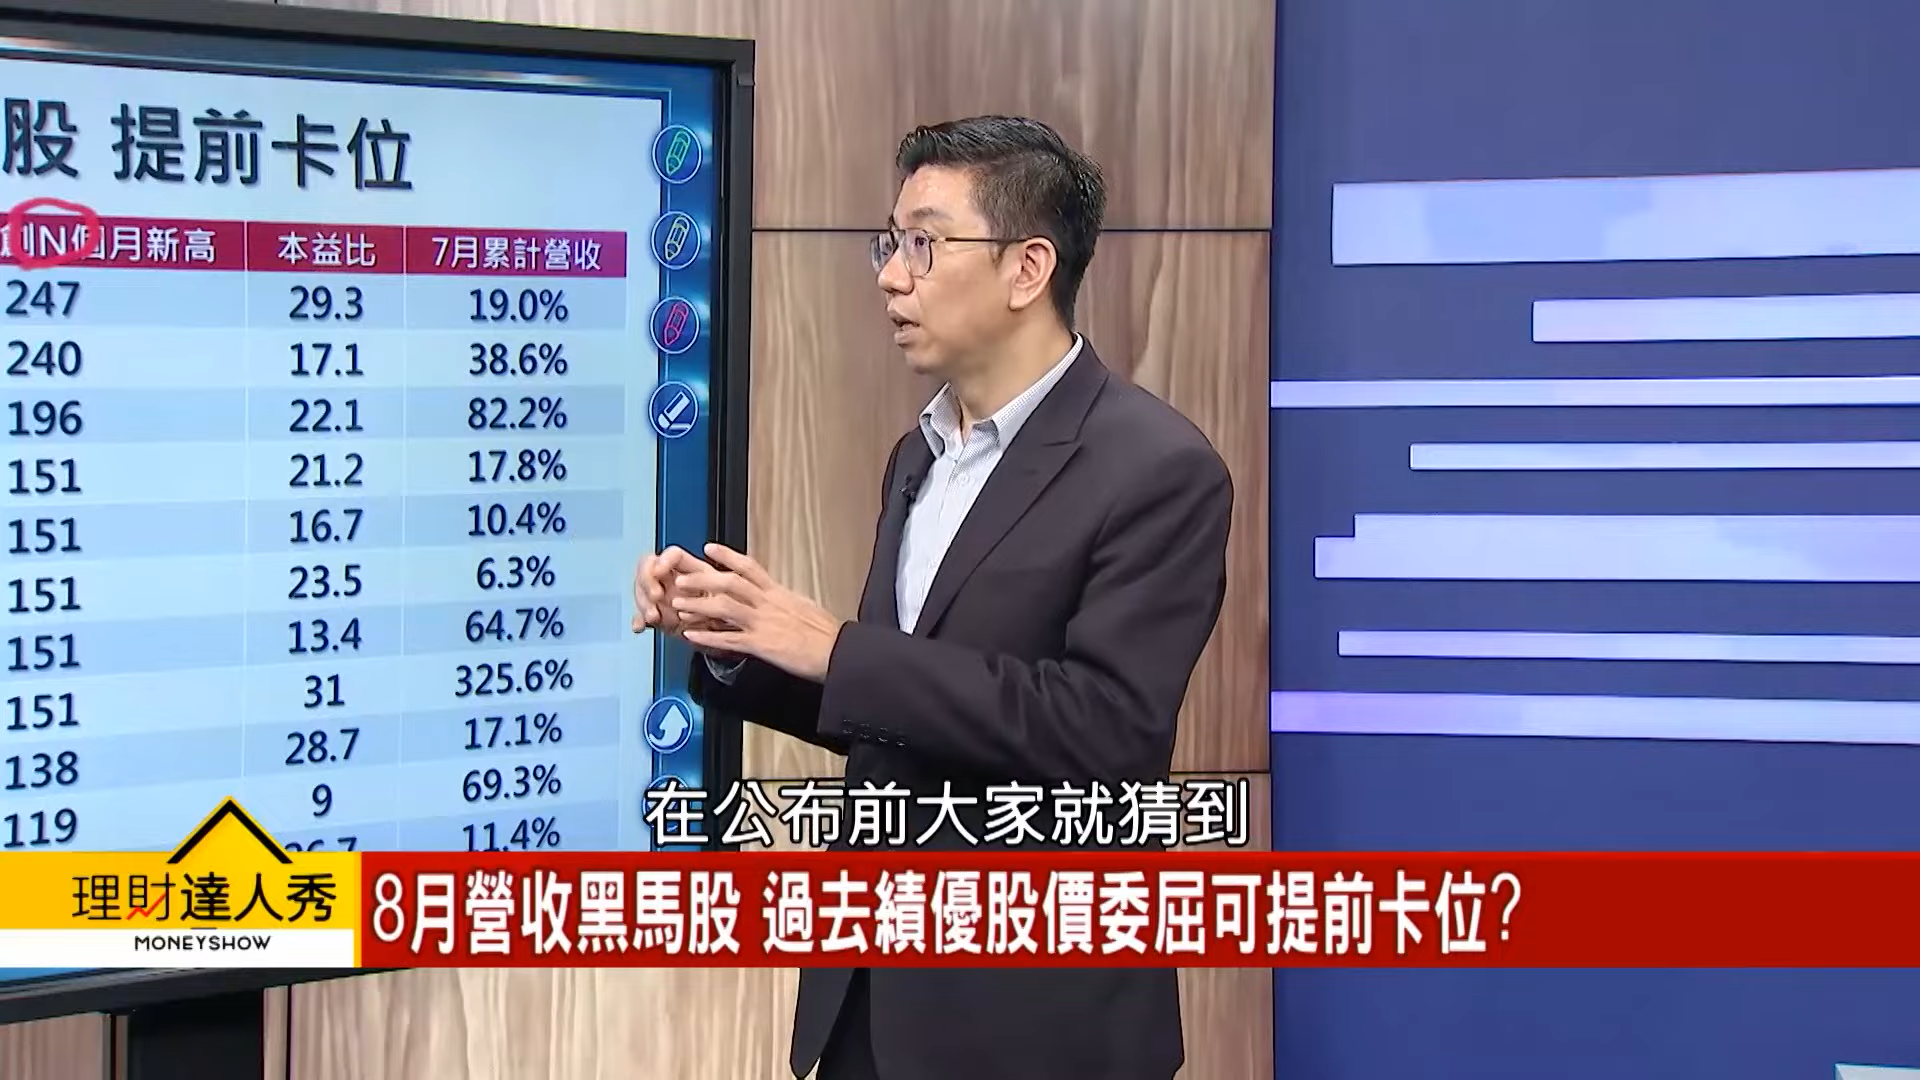 股 提前卡位
創N個月新高 本益比 7月累計營收
247 29.3 19.0%
240 17.1 38.6%
196 22.1 82.2%
151 21.2 17.8%
151 16.7 10.4%
151 23.5 6.3%
151 13.4 64.7%
151 31 325.6%
138 28.7 17.1%
119 9 69.3%
11.4%
在公布前大家就猜到
理財達人秀
MONEYSHOW
8月營收黑馬股 過去績優股價委屈可提前卡位?